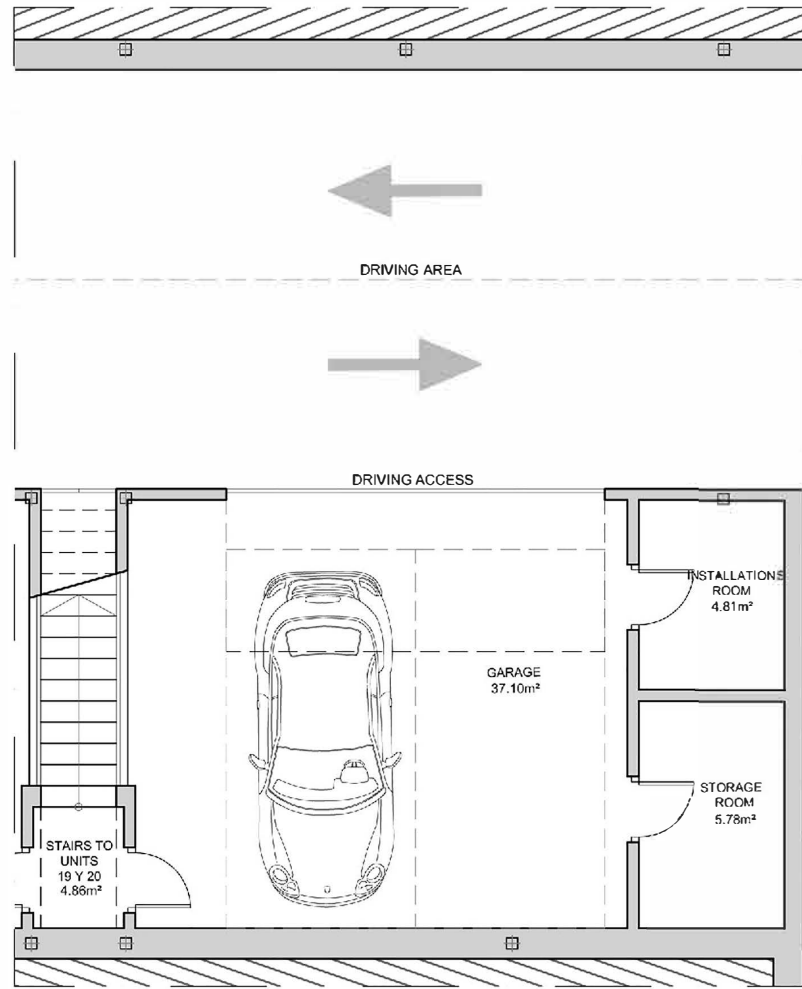 DRIVING AREA
DRIVING ACCESS
INSTALLATIONS
ROOM
4.81m²
GARAGE
37.10m²
STORAGE
ROOM
5.78m²
STAIRS TO
UNITS
19 Y 20
4.86m²